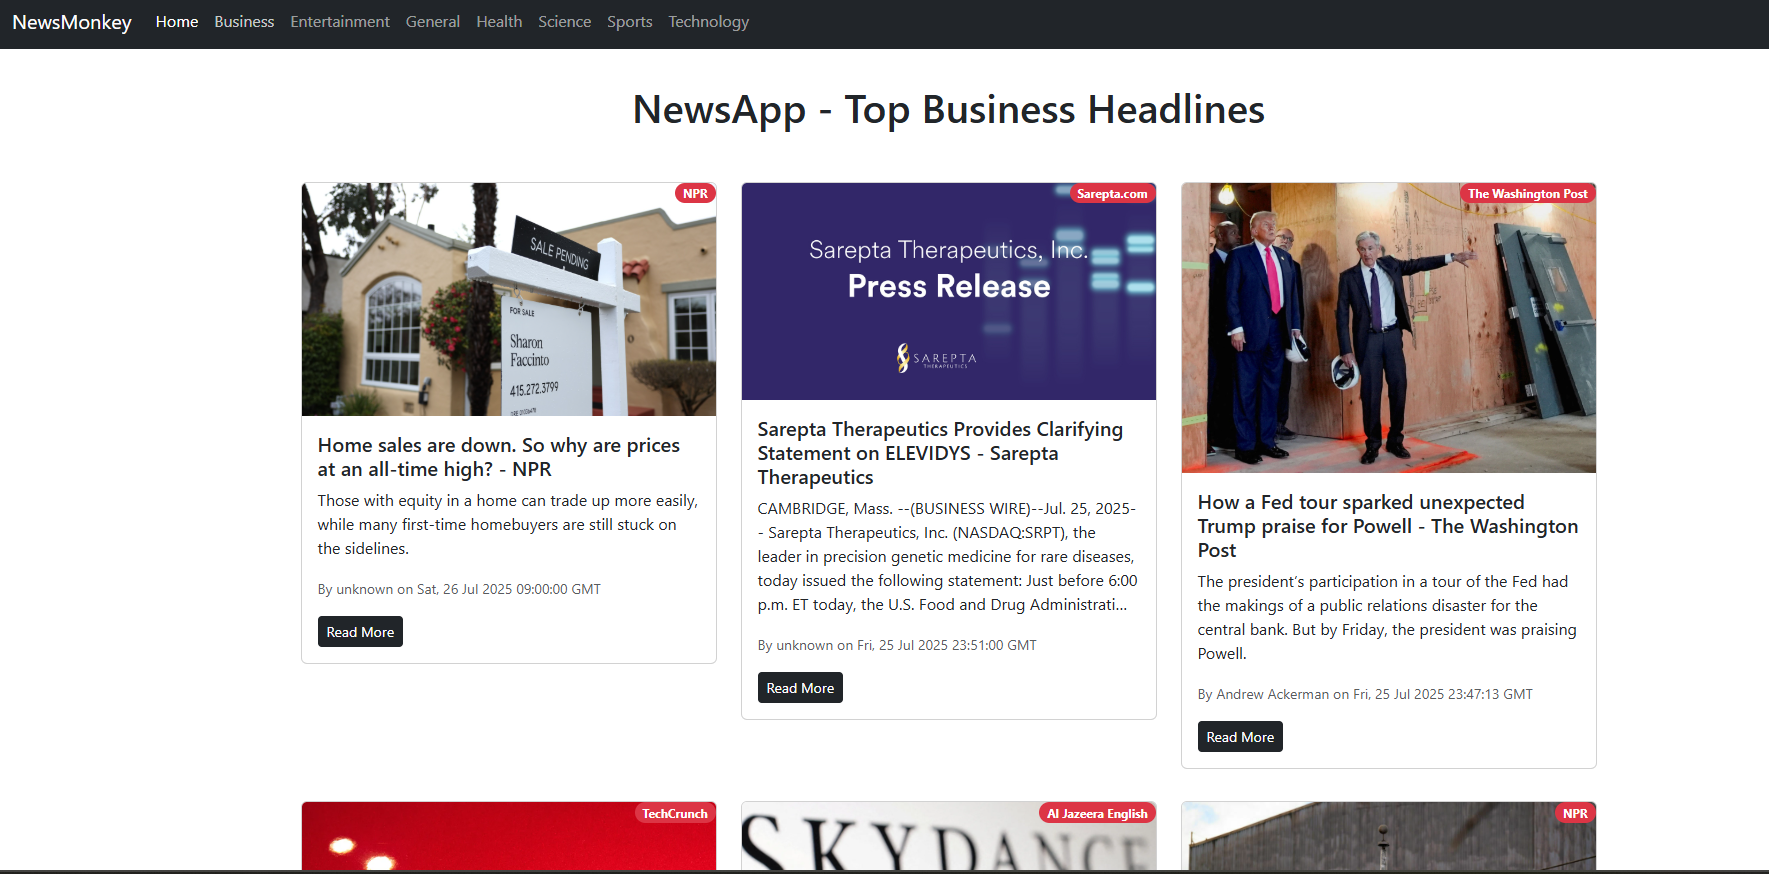 NewsMonkey Home Business Entertainment General Health Science Sports Technology
NewsApp - Top Business Headlines
NPR
SALE PENDING
FOR SALE
Sharon
Faccinto
415.272.3799
Home sales are down. So why are prices
at an all-time high? - NPR
Those with equity in a home can trade up more easily,
while many first-time homebuyers are still stuck on
the sidelines.
By unknown on Sat, 26 Jul 2025 09:00:00 GMT
Read More
Sarepta.com
Sarepta Therapeutics, Inc.
Press Release
SAREPTA
THERAPEUTICS
Sarepta Therapeutics Provides Clarifying
Statement on ELEVIDYS - Sarepta
Therapeutics
CAMBRIDGE, Mass. --(BUSINESS WIRE)--Jul. 25, 2025-
- Sarepta Therapeutics, Inc. (NASDAQ:SRPT), the
leader in precision genetic medicine for rare diseases,
today issued the following statement: Just before 6:00
p.m. ET today, the U.S. Food and Drug Administrati...
By unknown on Fri, 25 Jul 2025 23:51:00 GMT
Read More
The Washington Post
How a Fed tour sparked unexpected
Trump praise for Powell - The Washington
Post
The president’s participation in a tour of the Fed had
the makings of a public relations disaster for the
central bank. But by Friday, the president was praising
Powell.
By Andrew Ackerman on Fri, 25 Jul 2025 23:47:13 GMT
Read More
TechCrunch
Al Jazeera English
SKYDANCE
NPR